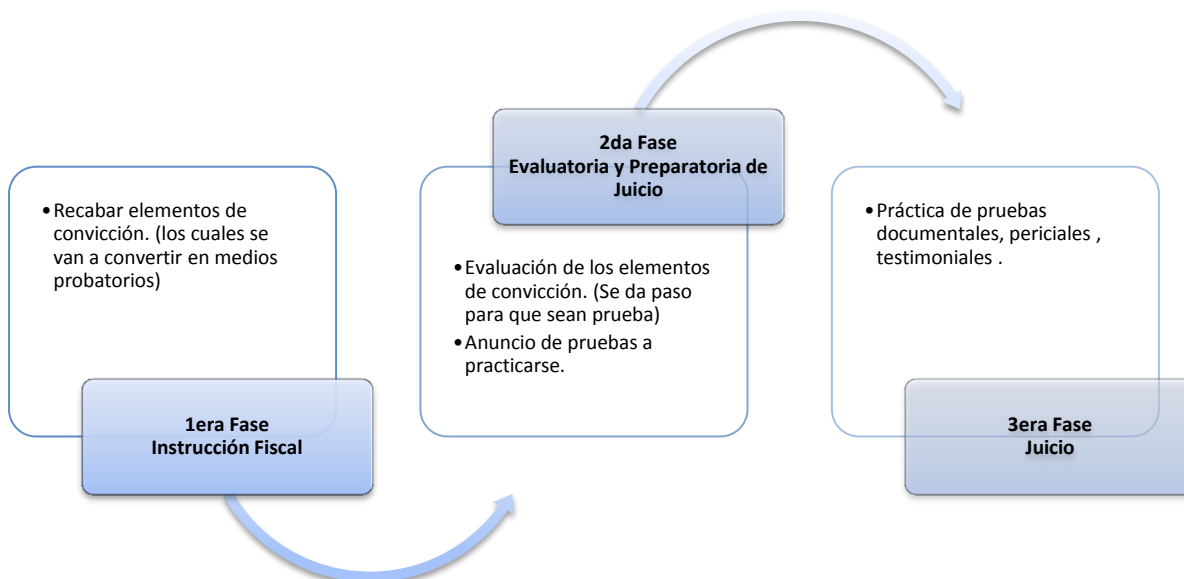 •Recabar elementos de
convicción. (los cuales se
van a convertir en medios
probatorios)
1era Fase
Instrucción Fiscal
2da Fase
Evaluatoria y Preparatoria de
Juicio
•Evaluación de los elementos
de convicción. (Se da paso
para que sean prueba)
•Anuncio de pruebas a
practicarse.
•Práctica de pruebas
documentales, periciales ,
testimoniales .
3era Fase
Juicio